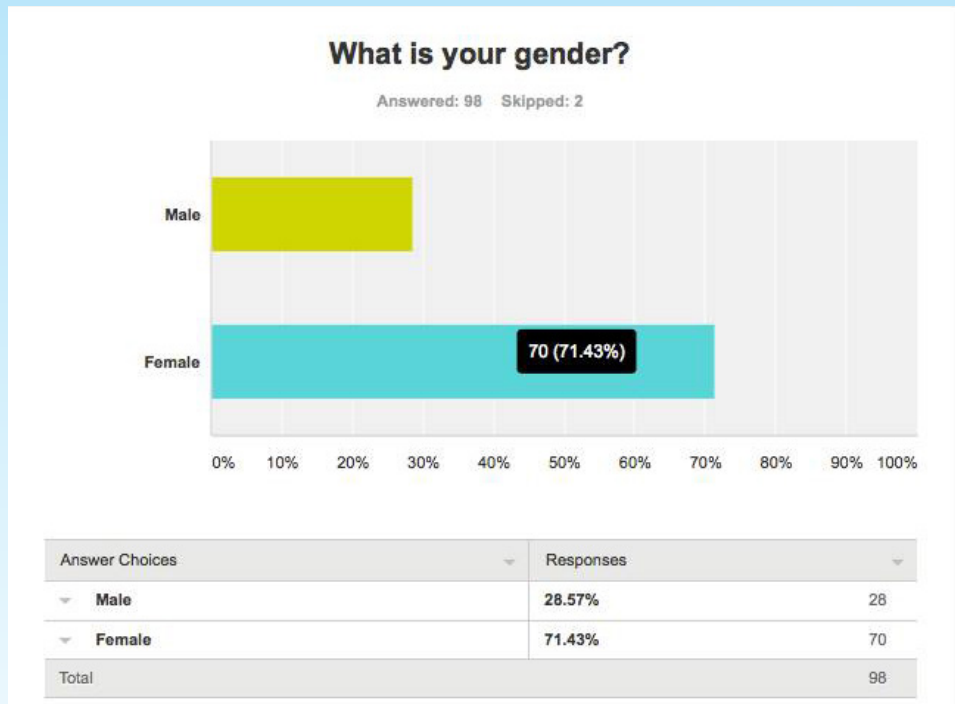 What is your gender?
Answered: 98 Skipped: 2
Male
70 (71.43%)
Female
0% 10% 20% 30% 40% 50% 60% 70% 80% 90% 100%
Answer Choices Responses
Male 28.57% 28
Female 71.43% 70
Total 98